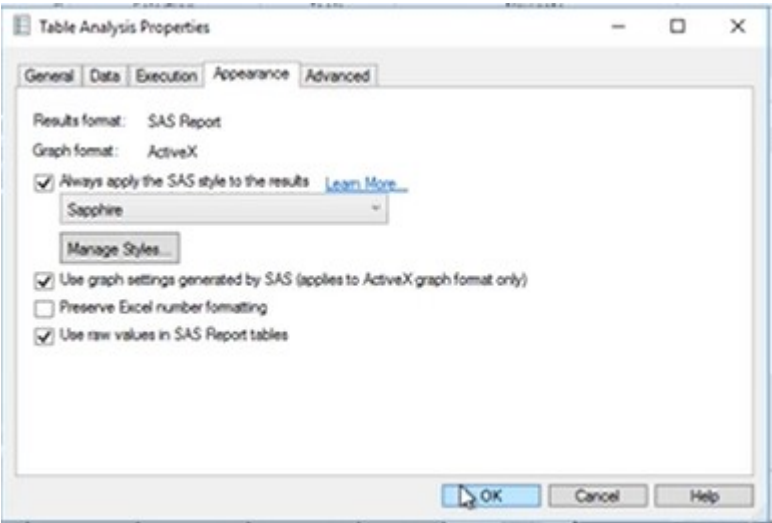 Table Analysis Properties
General Data Execution Appearance Advanced
Results format: SAS Report
Graph format: ActiveX
Always apply the SAS style to the results Learn More...
Sapphire
Manage Styles...
Use graph settings generated by SAS (applies to ActiveX graph format only)
Preserve Excel number formatting
Use raw values in SAS Report tables
OK Cancel Help